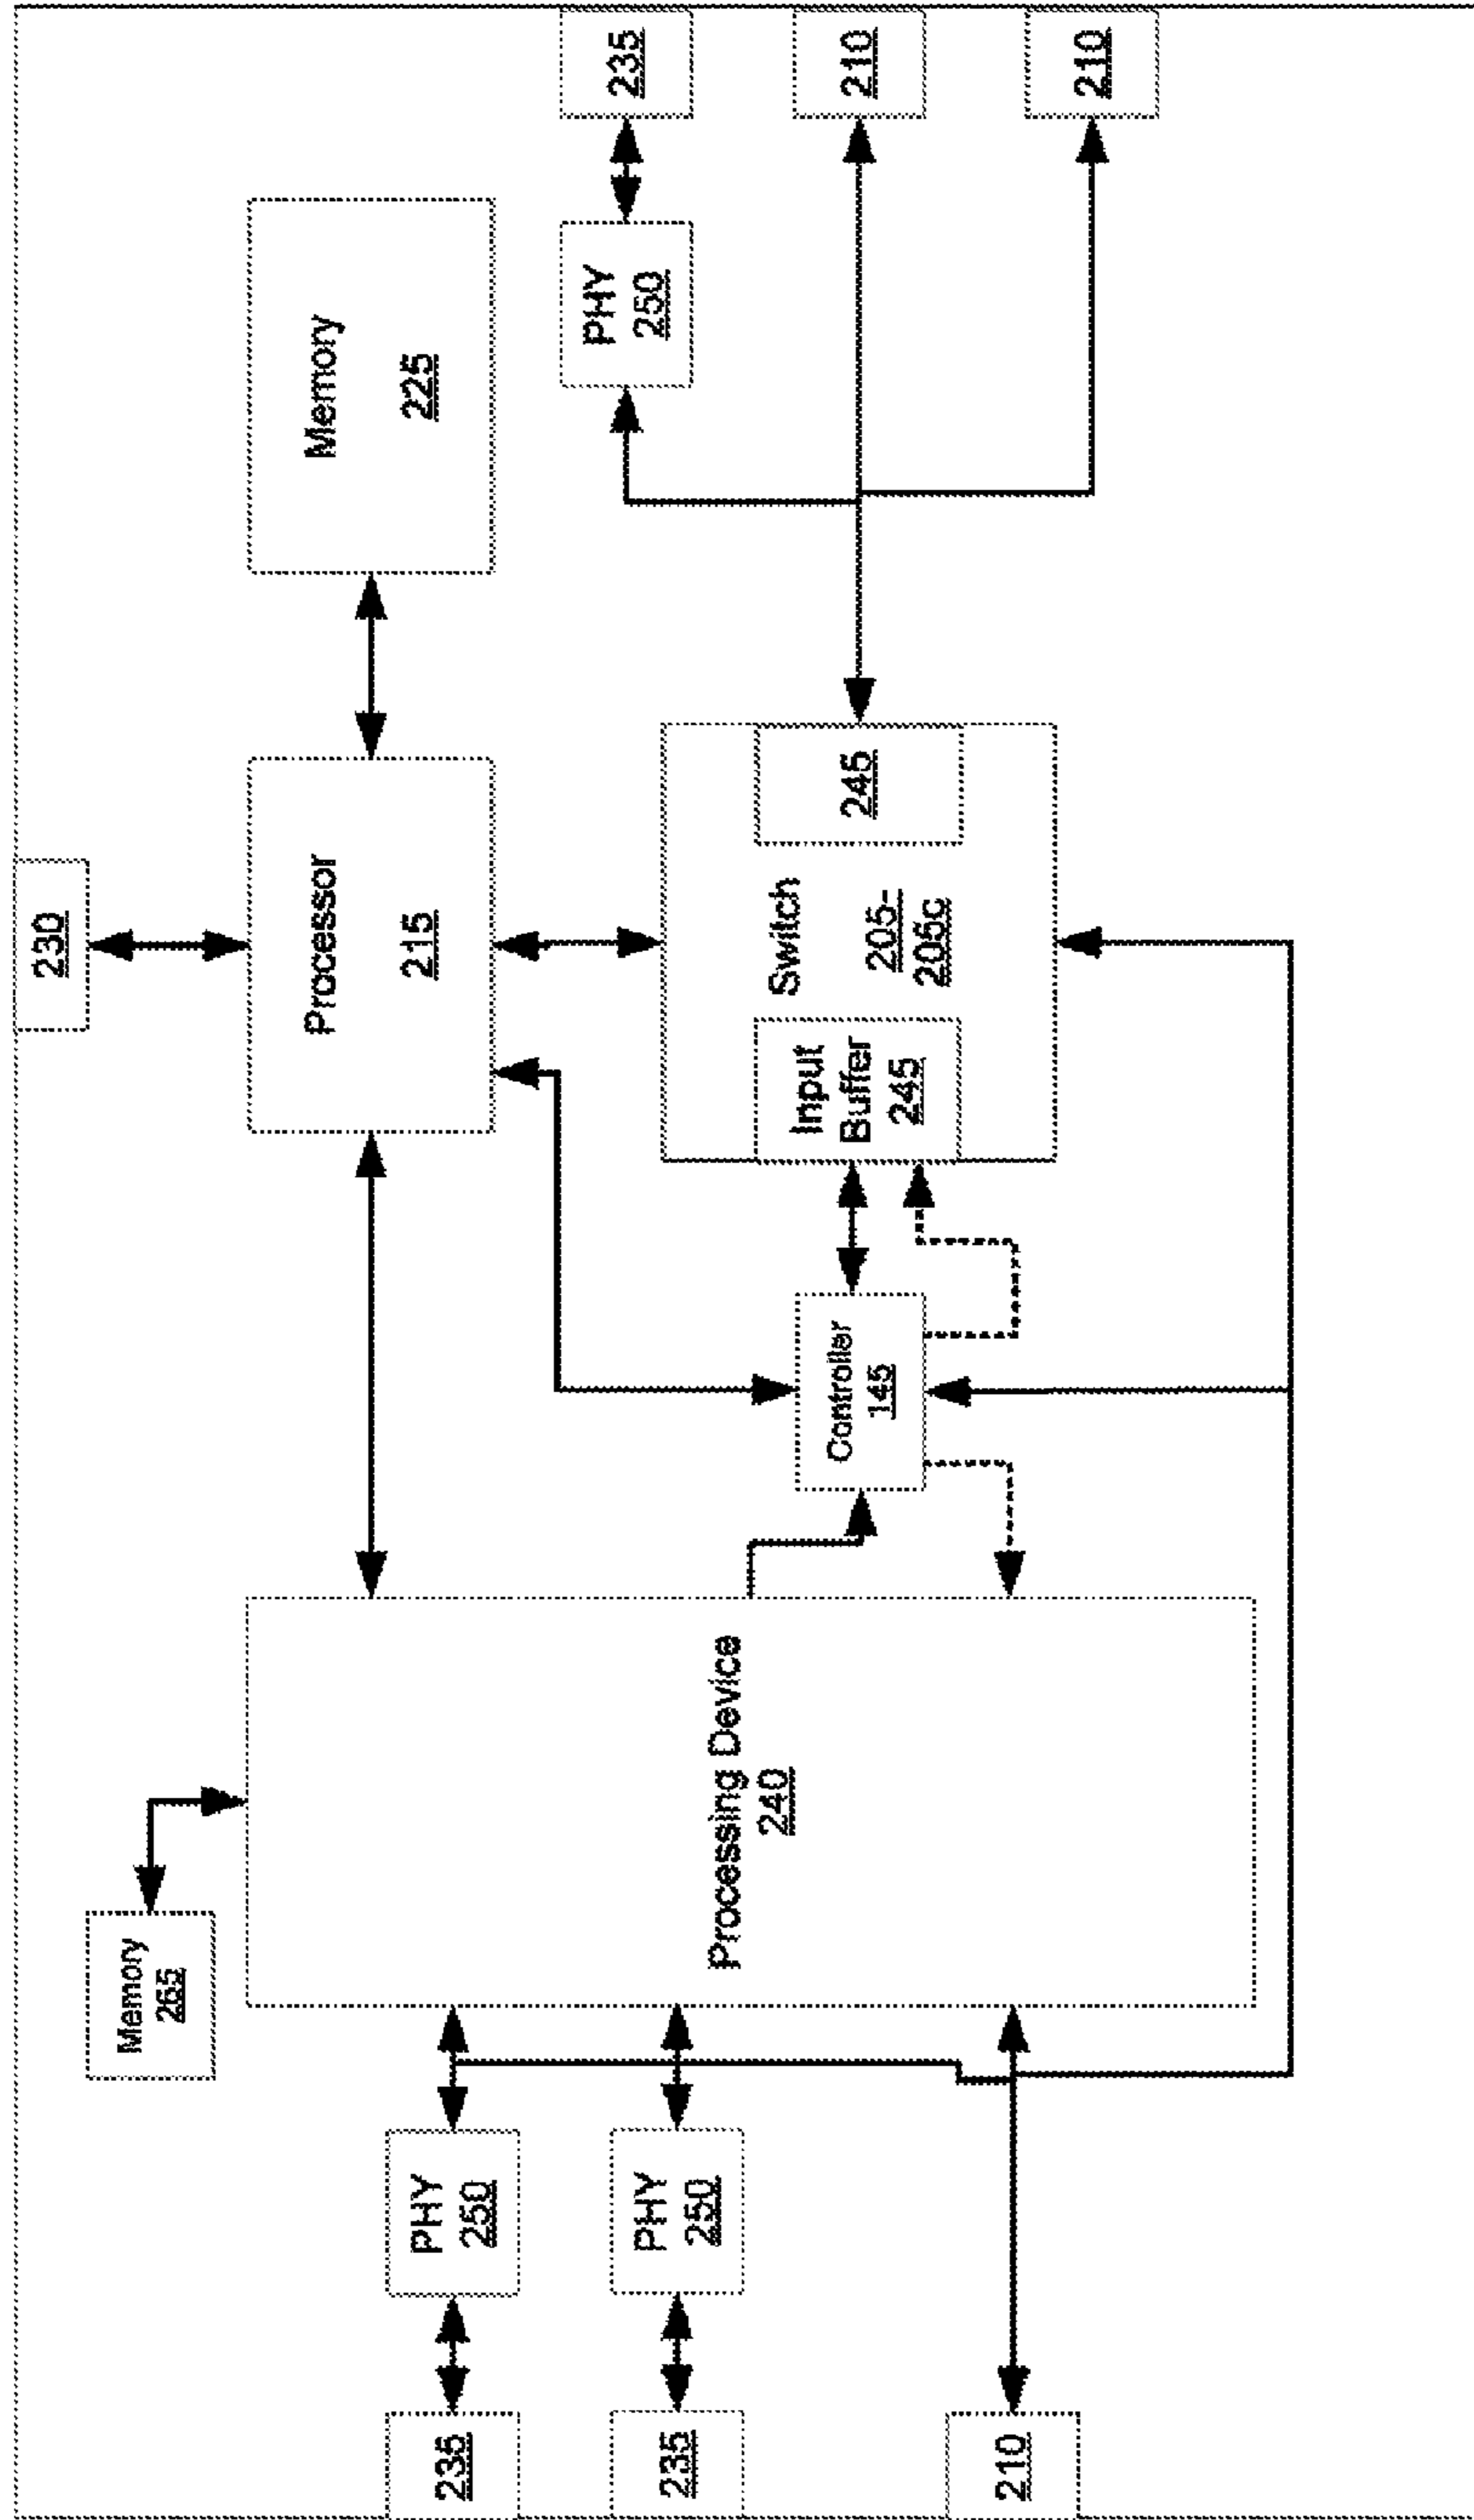 230
Memory
265
Processor
215
Memory
225
235
PHY
250
PHY
250
235
235
PHY
250
Processing Device
240
Controller
145
Input
Buffer
245
Switch
205-
205c
245
210
210
210